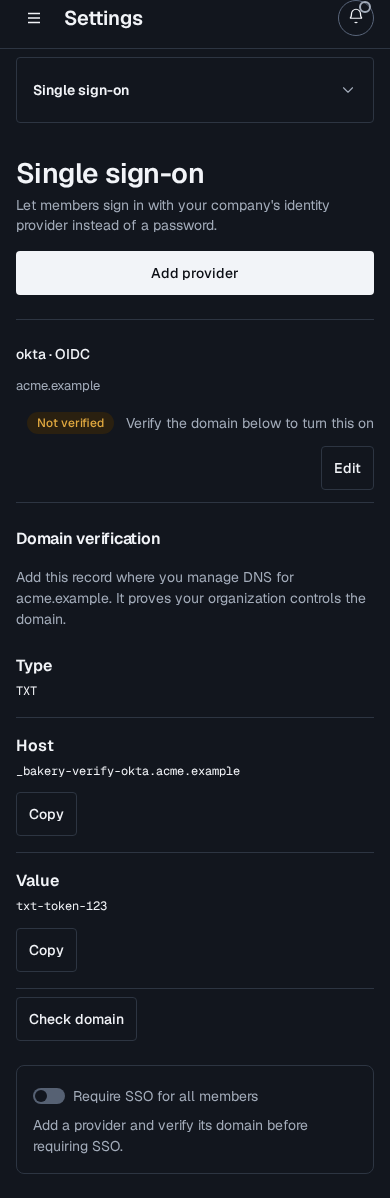 Settings
Single sign-on
Single sign-on
Let members sign in with your company's identity
provider instead of a password.
Add provider
okta · OIDC
acme.example
Not verified Verify the domain below to turn this on
Edit
Domain verification
Add this record where you manage DNS for
acme.example. It proves your organization controls the
domain.
Type
TXT
Host
_bakery-verify-okta.acme.example
Copy
Value
txt-token-123
Copy
Check domain
Require SSO for all members
Add a provider and verify its domain before
requiring SSO.